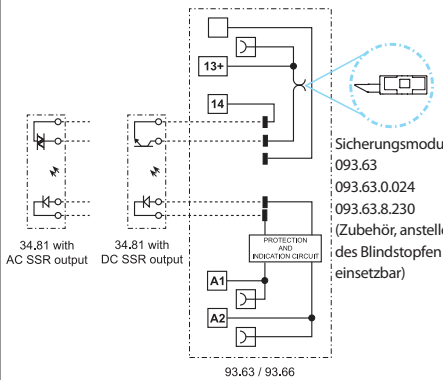 13+
14
34.81 with
AC SSR output
34.81 with
DC SSR output
PROTECTION
AND
INDICATION CIRCUIT
A1
A2
93.63 / 93.66
Sicherungsmodu
093.63
093.63.0.024
093.63.8.230
(Zubehör, anstelle
des Blindstopfen
einsetzbar)